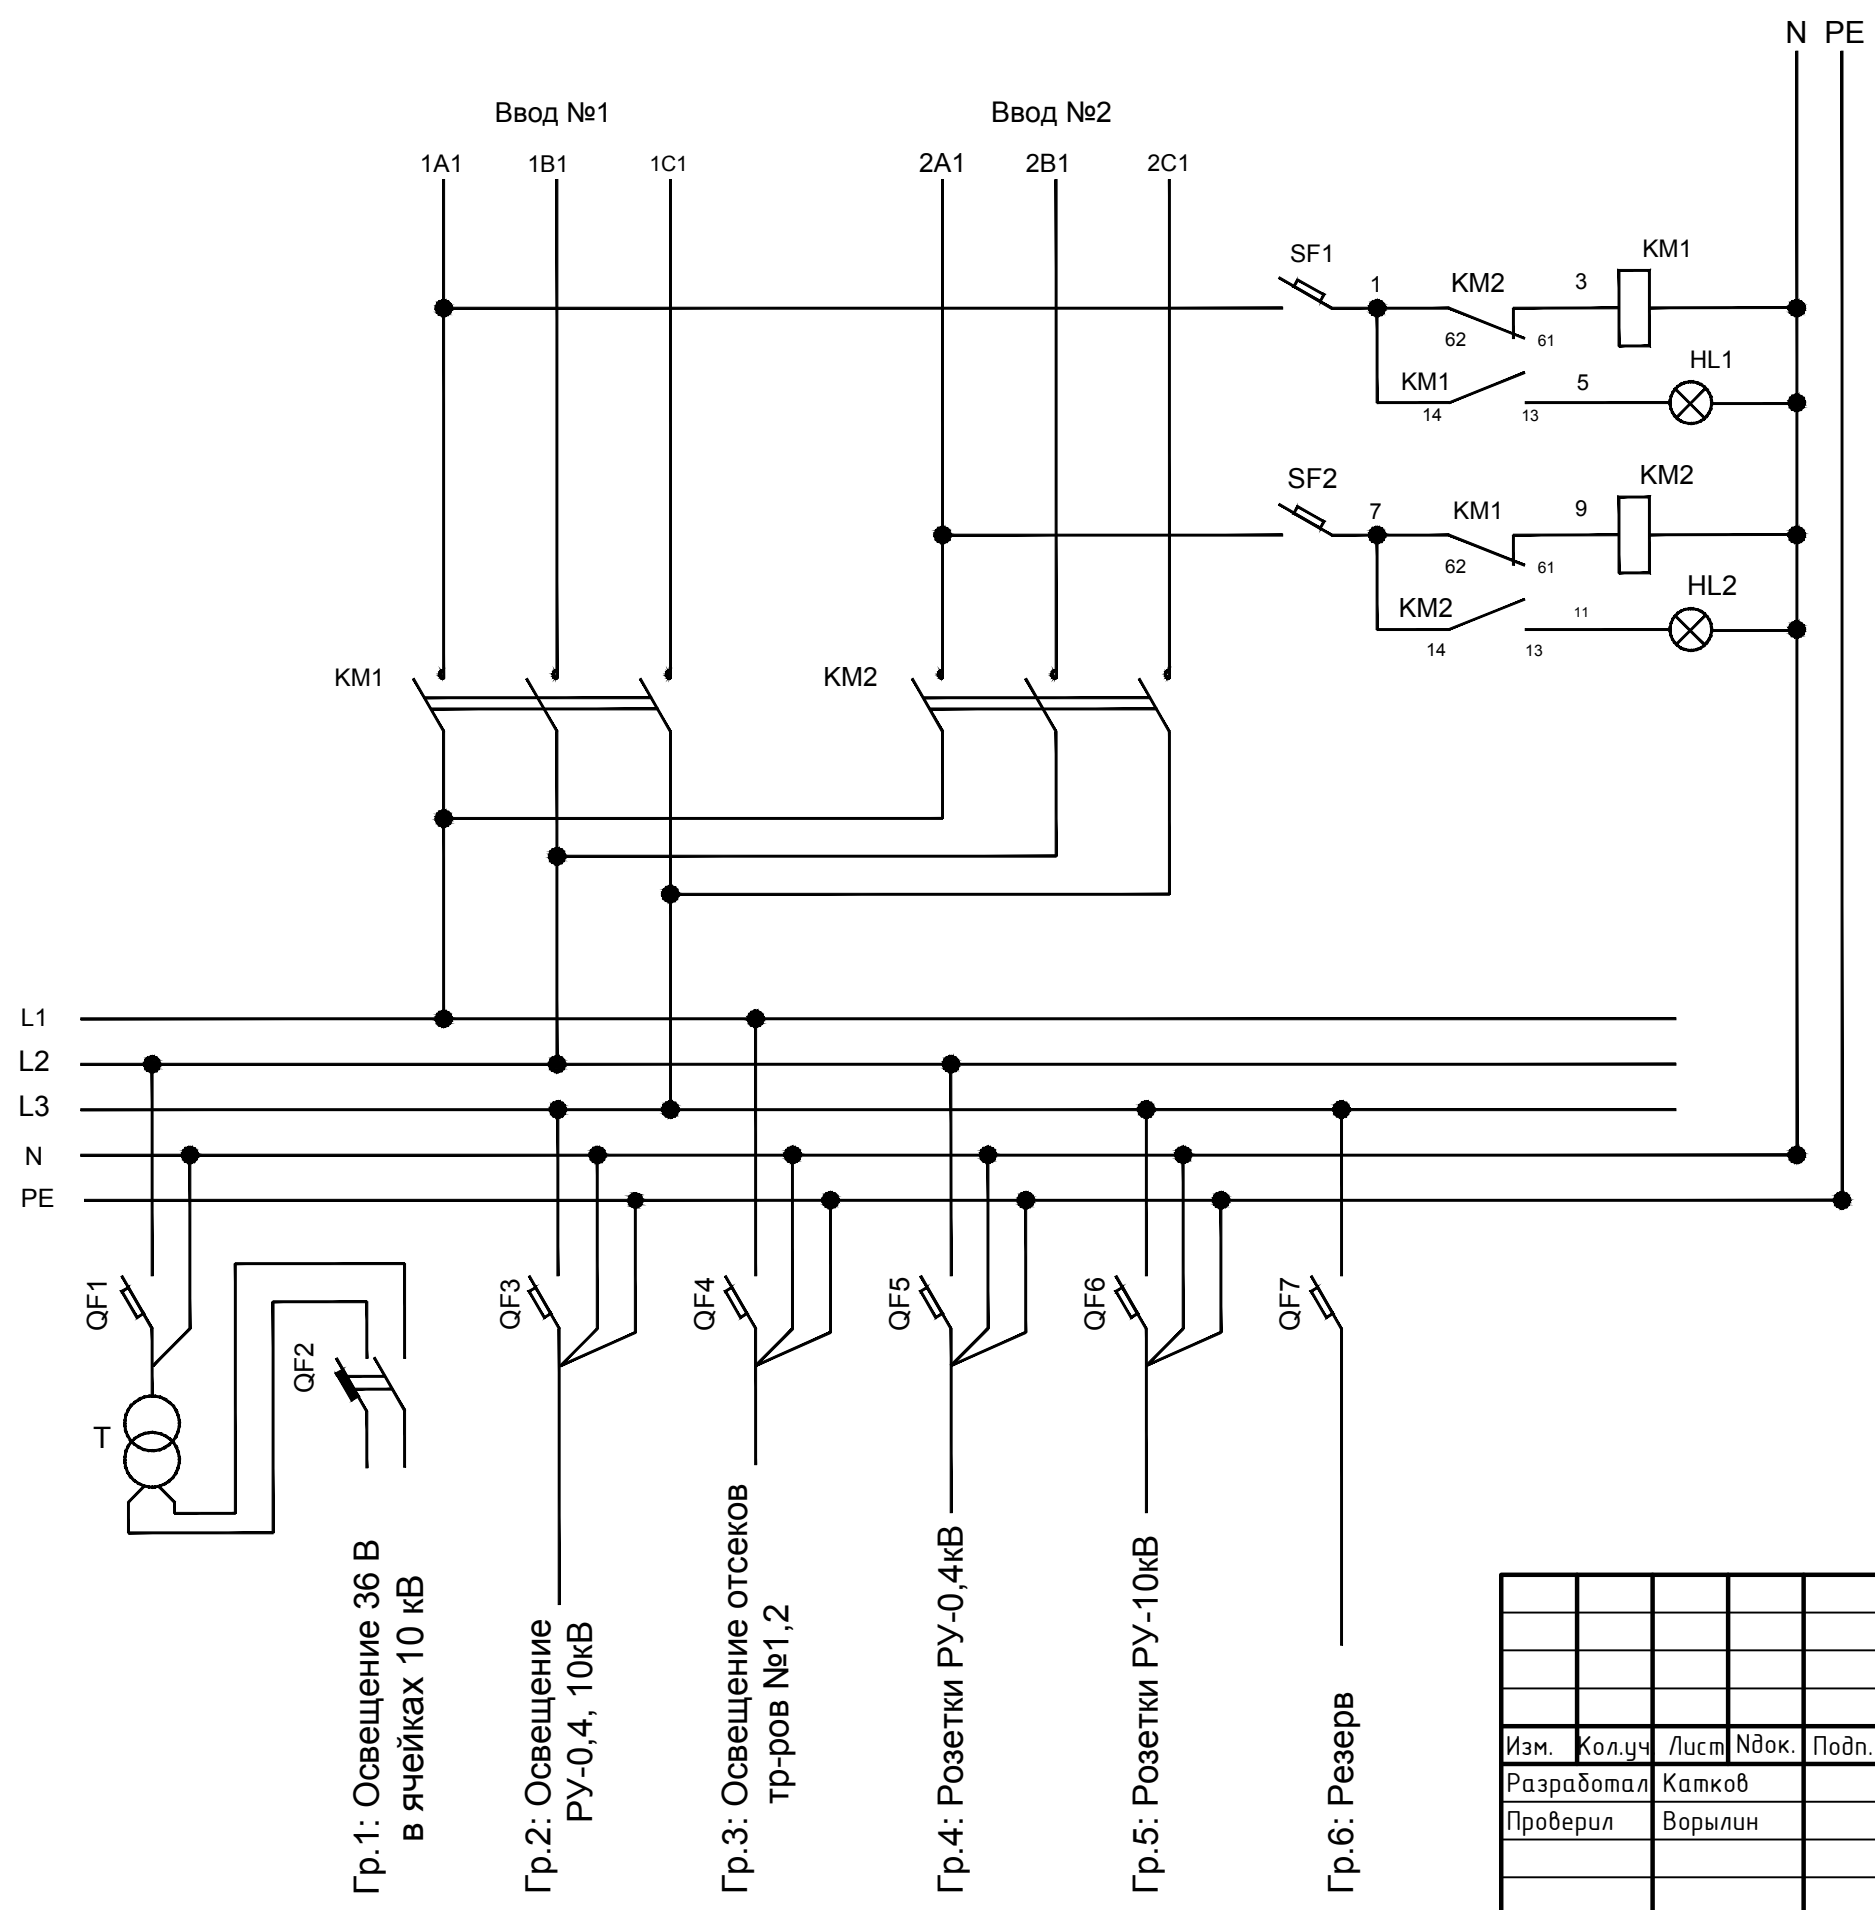 N PE
Ввод №1
Ввод №2
1A1
1B1
1C1
2A1
2B1
2C1
SF1
1
KM2
3
KM1
62
61
HL1
KM1
5
14
13
SF2
7
KM1
9
KM2
62
61
HL2
KM2
11
14
13
KM1
KM2
L1
L2
L3
N
PE
QF1
QF2
QF3
QF4
QF5
QF6
QF7
T
Гр.1: Освещение 36 В
в ячейках 10 кВ
Гр.2: Освещение
РУ-0,4, 10кВ
Гр.3: Освещение отсеков
тр-ров №1,2
Гр.4: Розетки РУ-0,4кВ
Гр.5: Розетки РУ-10кВ
Гр.6: Резерв
Изм. Кол.уч Лист Nдок. Подп.
Разработал Катков
Проверил Ворылин